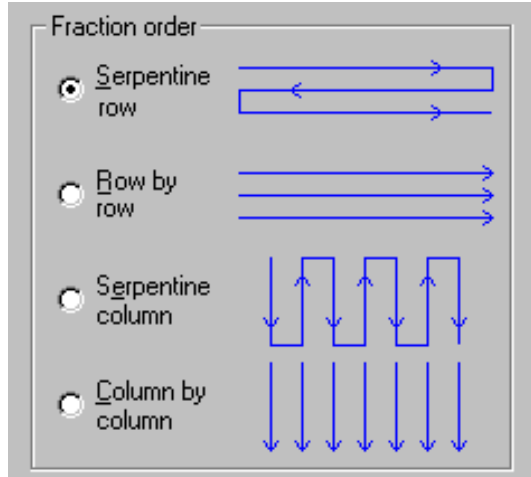 Fraction order
Serpentine
row
Row by
row
Serpentine
column
Column by
column